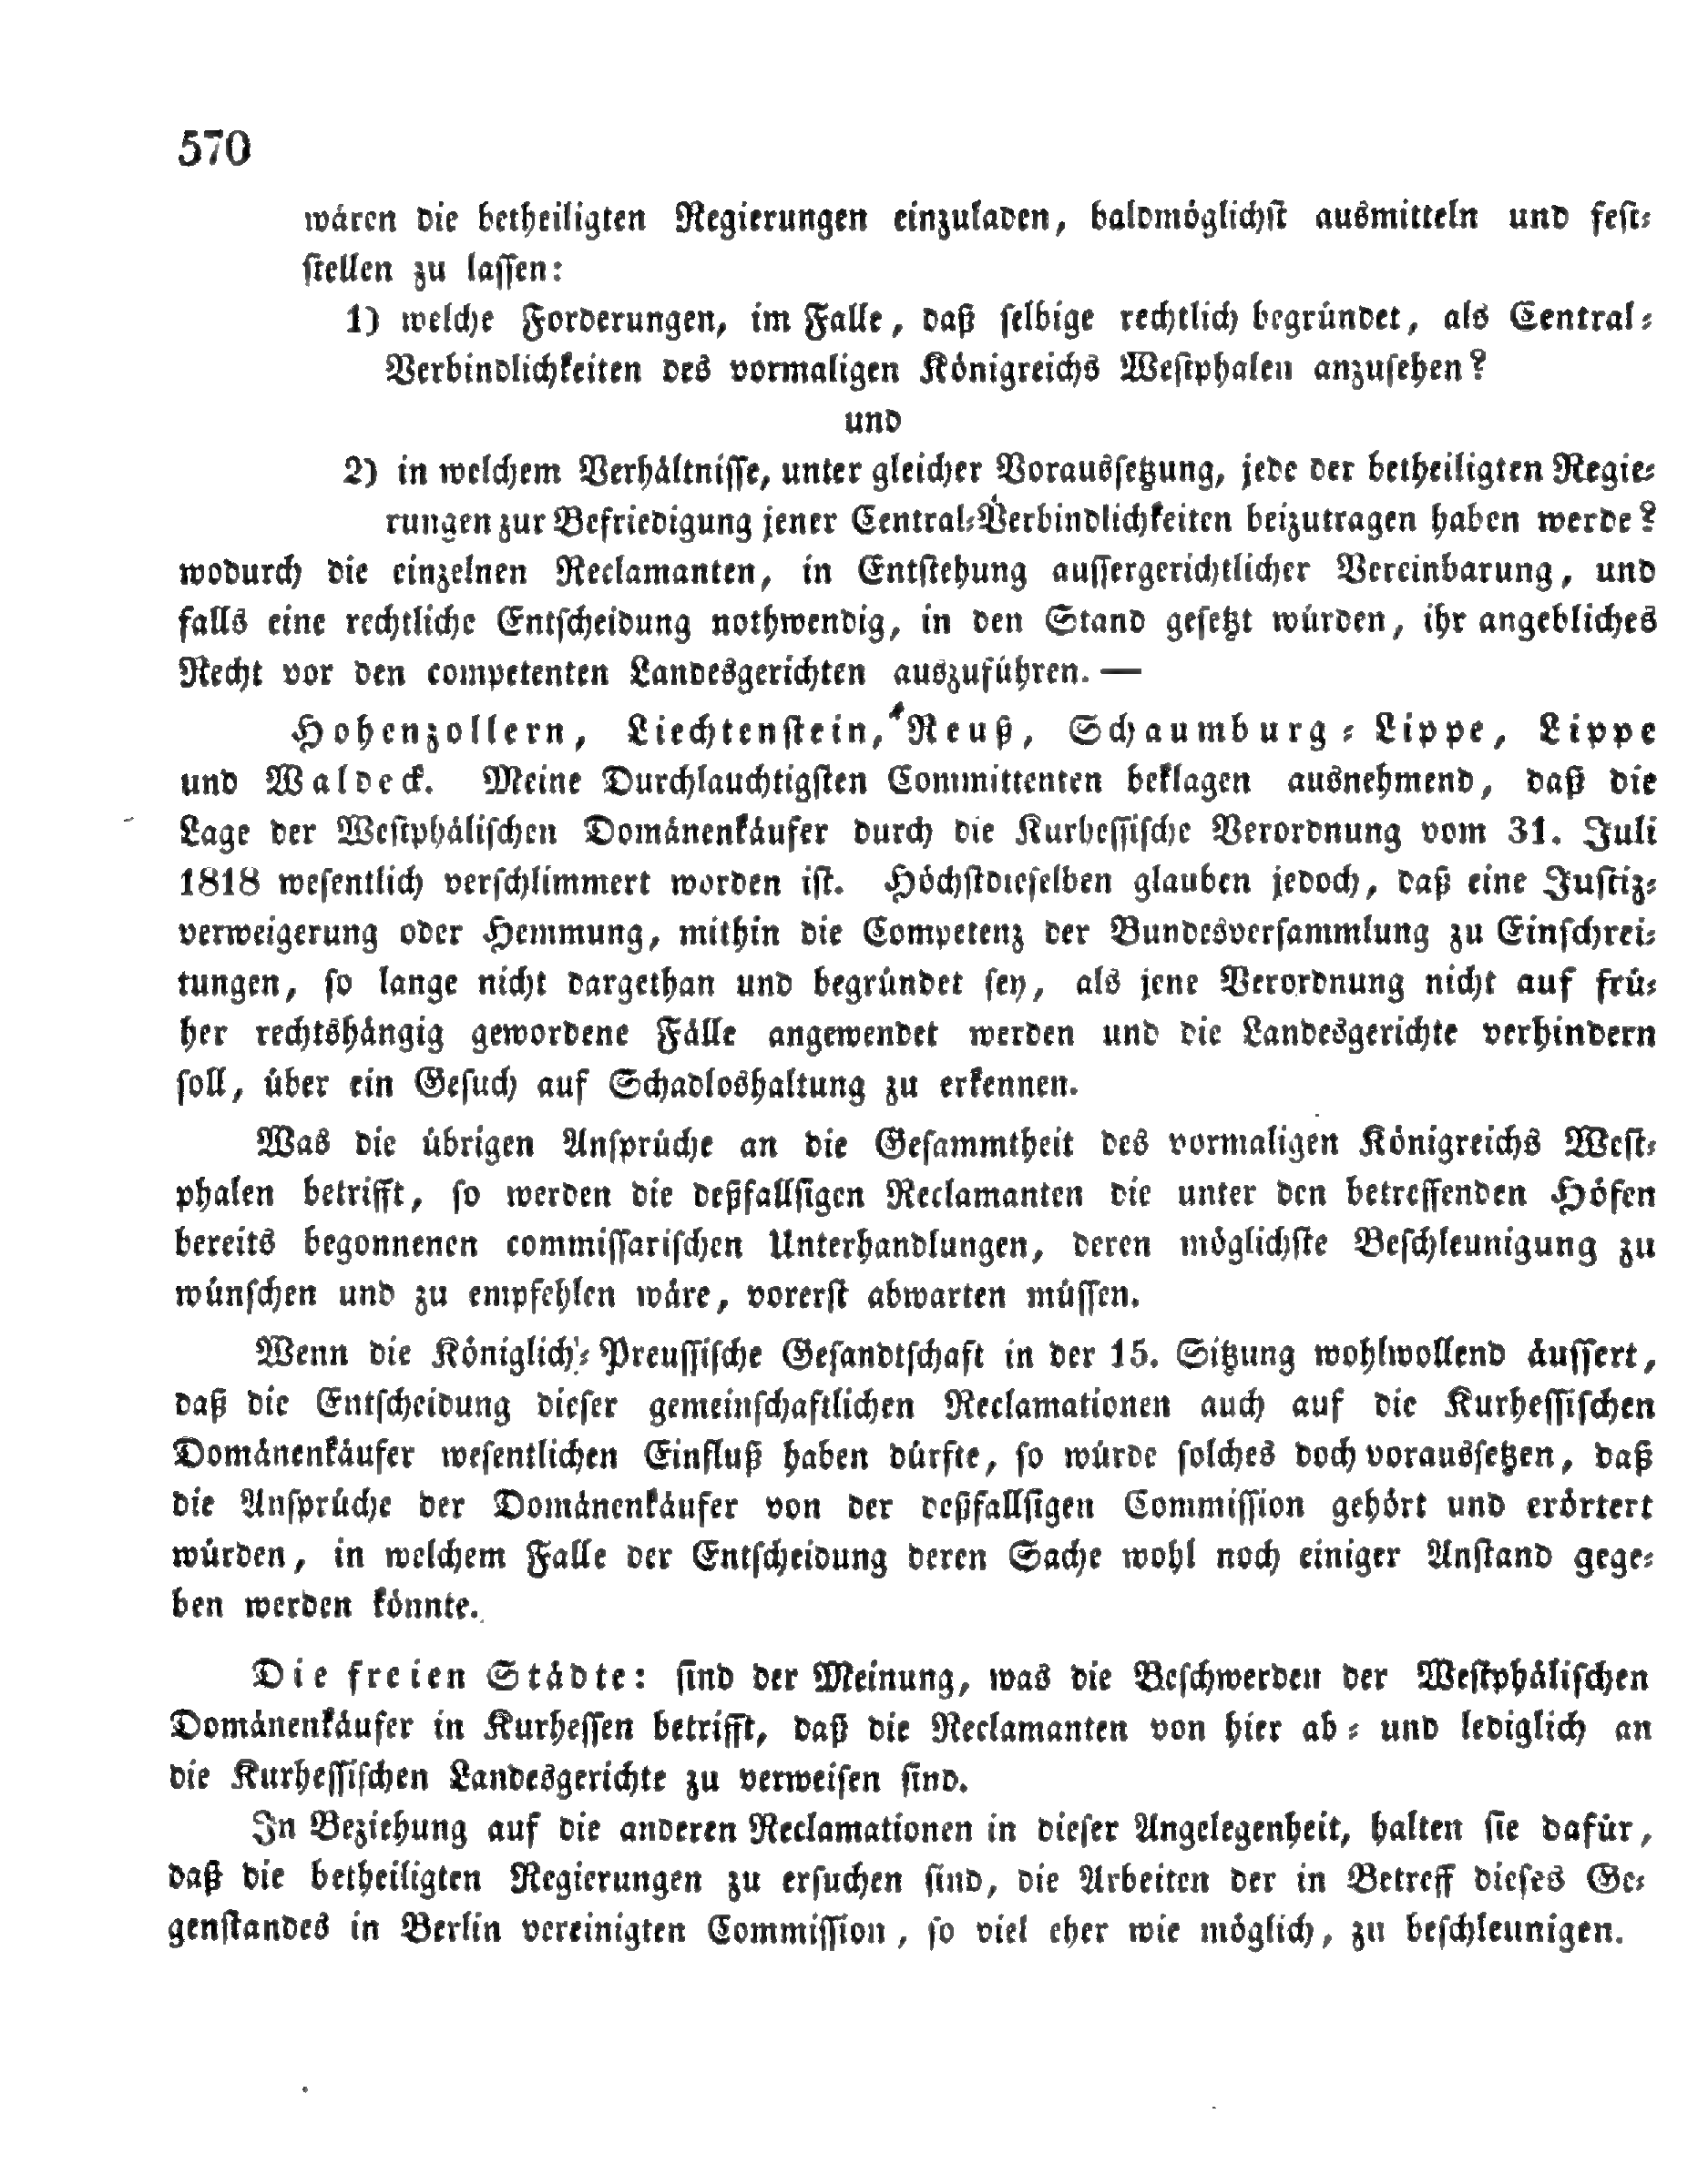 570
wären die betheiligten Regierungen einzuladen, baldmöglichst ausmitteln und fest-
stellen zu lassen:
1) welche Forderungen, im Falle, daß selbige rechtlich begründet, als Central-
Verbindlichkeiten des vormaligen Königreichs Westphalen anzusehen?
und
2) in welchem Verhältnisse, unter gleicher Voraussetzung, jede der betheiligten Regie-
rungen zur Befriedigung jener Central-Verbindlichkeiten beizutragen haben werde?
wodurch die einzelnen Reclamanten, in Entstehung aussergerichtlicher Vereinbarung, und
falls eine rechtliche Entscheidung nothwendig, in den Stand gesetzt würden, ihr angebliches
Recht vor den competenten Landesgerichten auszuführen. —
Hohenzollern, Liechtenstein, Reuß, Schaumburg-Lippe, Lippe
und Waldeck. Meine Durchlauchtigsten Committenten beklagen ausnehmend, daß die
Lage der Westphälischen Domänenkäufer durch die Kurhessische Verordnung vom 31. Juli
1818 wesentlich verschlimmert worden ist. Höchstdieselben glauben jedoch, daß eine Justiz-
verweigerung oder Hemmung, mithin die Competenz der Bundesversammlung zu Einschrei-
tungen, so lange nicht dargethan und begründet sey, als jene Verordnung nicht auf frü-
her rechtshängig gewordene Fälle angewendet werden und die Landesgerichte verhindern
soll, über ein Gesuch auf Schadloshaltung zu erkennen.
Was die übrigen Ansprüche an die Gesammtheit des vormaligen Königreichs West-
phalen betrifft, so werden die deßfallsigen Reclamanten die unter den betreffenden Höfen
bereits begonnenen commissarischen Unterhandlungen, deren möglichste Beschleunigung zu
wünschen und zu empfehlen wäre, vorerst abwarten müssen.
Wenn die Königlich-Preussische Gesandtschaft in der 15. Sitzung wohlwollend äussert,
daß die Entscheidung dieser gemeinschaftlichen Reclamationen auch auf die Kurhessischen
Domänenkäufer wesentlichen Einfluß haben dürfte, so würde solches doch voraussetzen, daß
die Ansprüche der Domänenkäufer von der deßfallsigen Commission gehört und erörtert
würden, in welchem Falle der Entscheidung deren Sache wohl noch einiger Anstand gege-
ben werden könnte.
Die freien Städte: sind der Meinung, was die Beschwerden der Westphälischen
Domänenkäufer in Kurhessen betrifft, daß die Reclamanten von hier ab- und lediglich an
die Kurhessischen Landesgerichte zu verweisen sind.
In Beziehung auf die anderen Reclamationen in dieser Angelegenheit, halten sie dafür,
daß die betheiligten Regierungen zu ersuchen sind, die Arbeiten der in Betreff dieses Ge-
genstandes in Berlin vereinigten Commission, so viel eher wie möglich, zu beschleunigen.